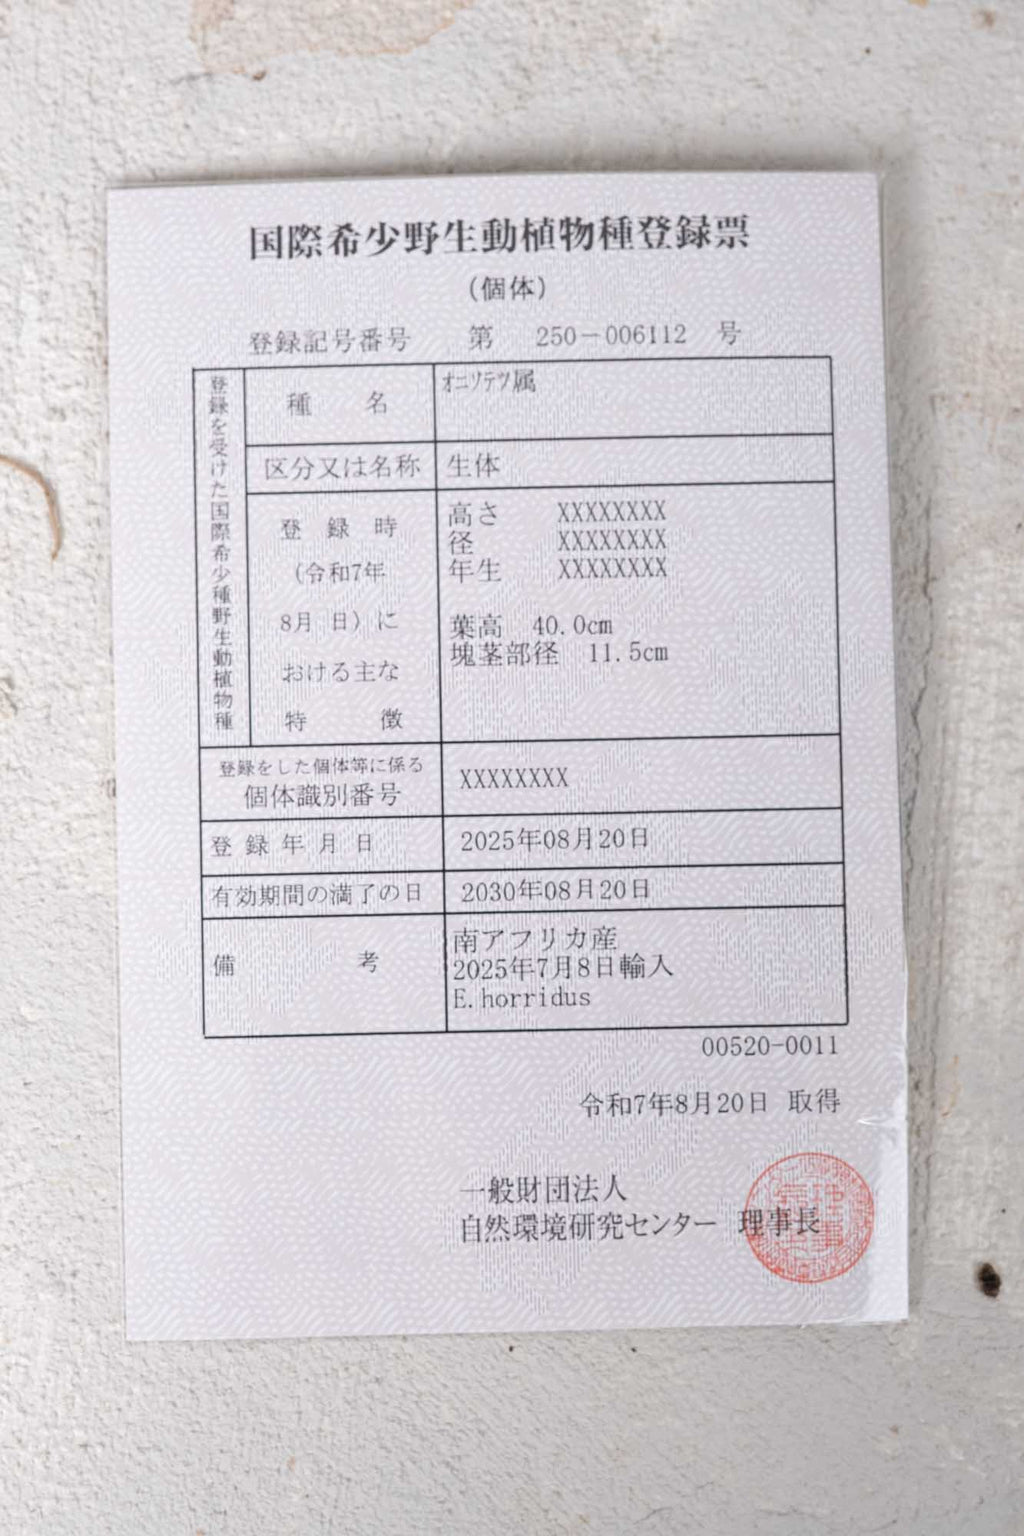 国際希少野生動植物種登録票
(個体)
登録記号番号 第 250-006112 号
登録を受けた国際希少種野生動植物種
種 名 オニソテツ属
区分又は名称 生体
登録時
(令和7年
8月 日)に
おける主な
特徴
高さ XXXXXXXX
径 XXXXXXXX
年生 XXXXXXXX
葉高 40.0cm
塊茎部径 11.5cm
登録をした個体等に係る
個体識別番号 XXXXXXXX
登録年月日 2025年08月20日
有効期間の満了の日 2030年08月20日
備考
南アフリカ産
2025年7月8日輸入
E.horridus
00520-0011
令和7年8月20日 取得
一般財団法人
自然環境研究センター 理事長